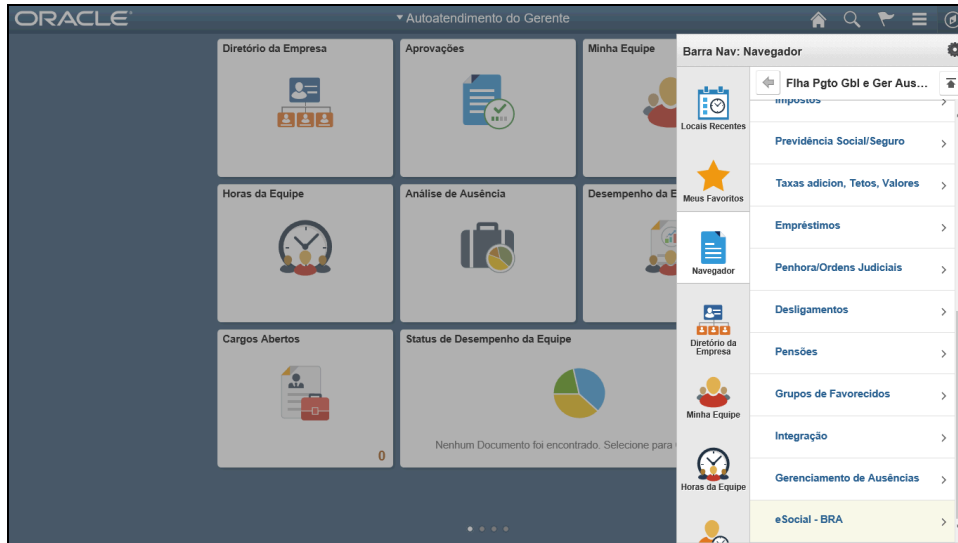 ORACLE
Autoatendimento do Gerente
Diretório da Empresa
Aprovações
Minha Equipe
Horas da Equipe
Análise de Ausência
Desempenho da E
Cargos Abertos
0
Status de Desempenho da Equipe
Nenhum Documento foi encontrado. Selecione para
Barra Nav: Navegador
Locais Recentes
Meus Favoritos
Navegador
Diretório da
Empresa
Minha Equipe
Horas da Equipe
Flha Pgto Gbl e Ger Aus...
Impostos
Previdência Social/Seguro
Taxas adicion, Tetos, Valores
Empréstimos
Penhora/Ordens Judiciais
Desligamentos
Pensões
Grupos de Favorecidos
Integração
Gerenciamento de Ausências
eSocial - BRA